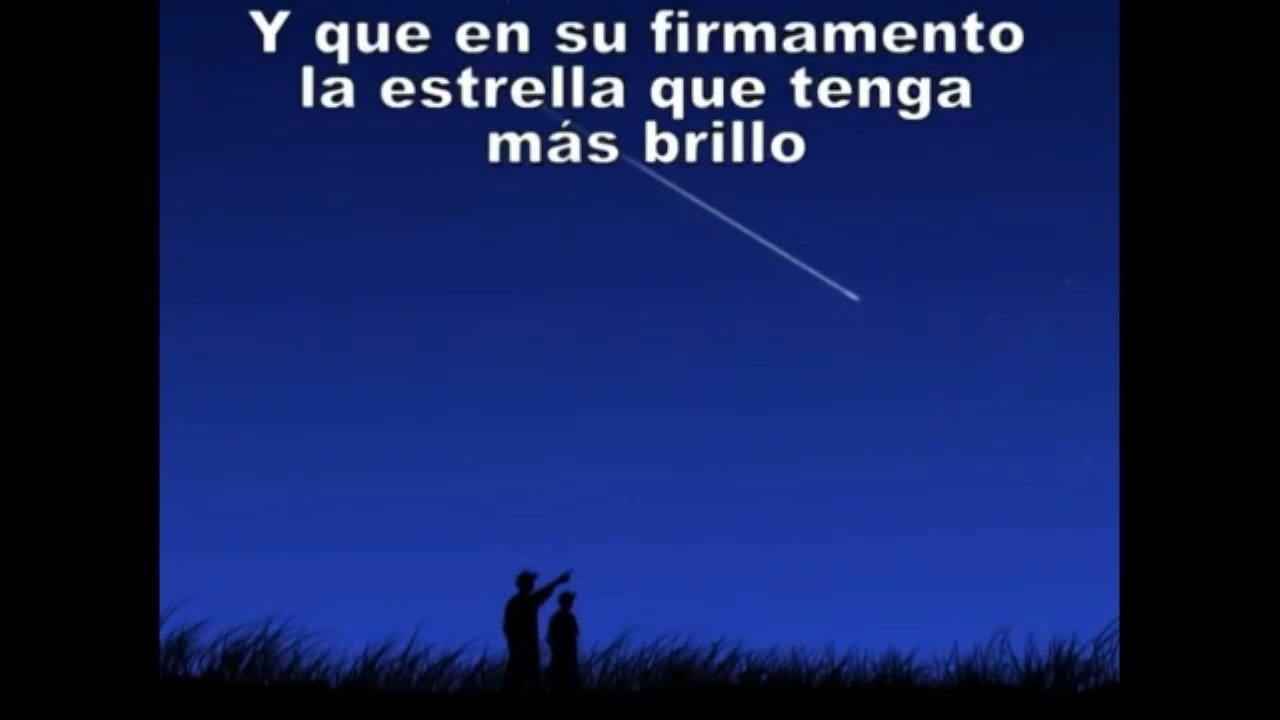 Y que en su firmamento
la estrella que tenga
más brillo